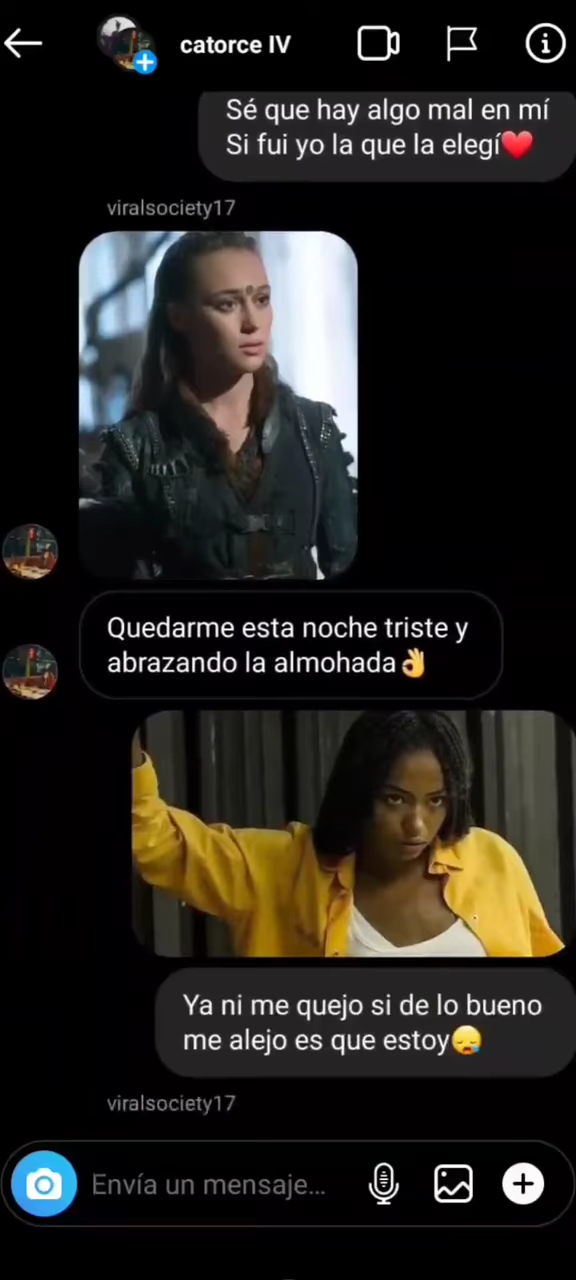 catorce IV
Sé que hay algo mal en mí
Si fui yo la que la elegí❤️
viralsociety17
Quedarme esta noche triste y
abrazando la almohada👌
Ya ni me quejo si de lo bueno
me alejo es que estoy😪
viralsociety17
Envía un mensaje...